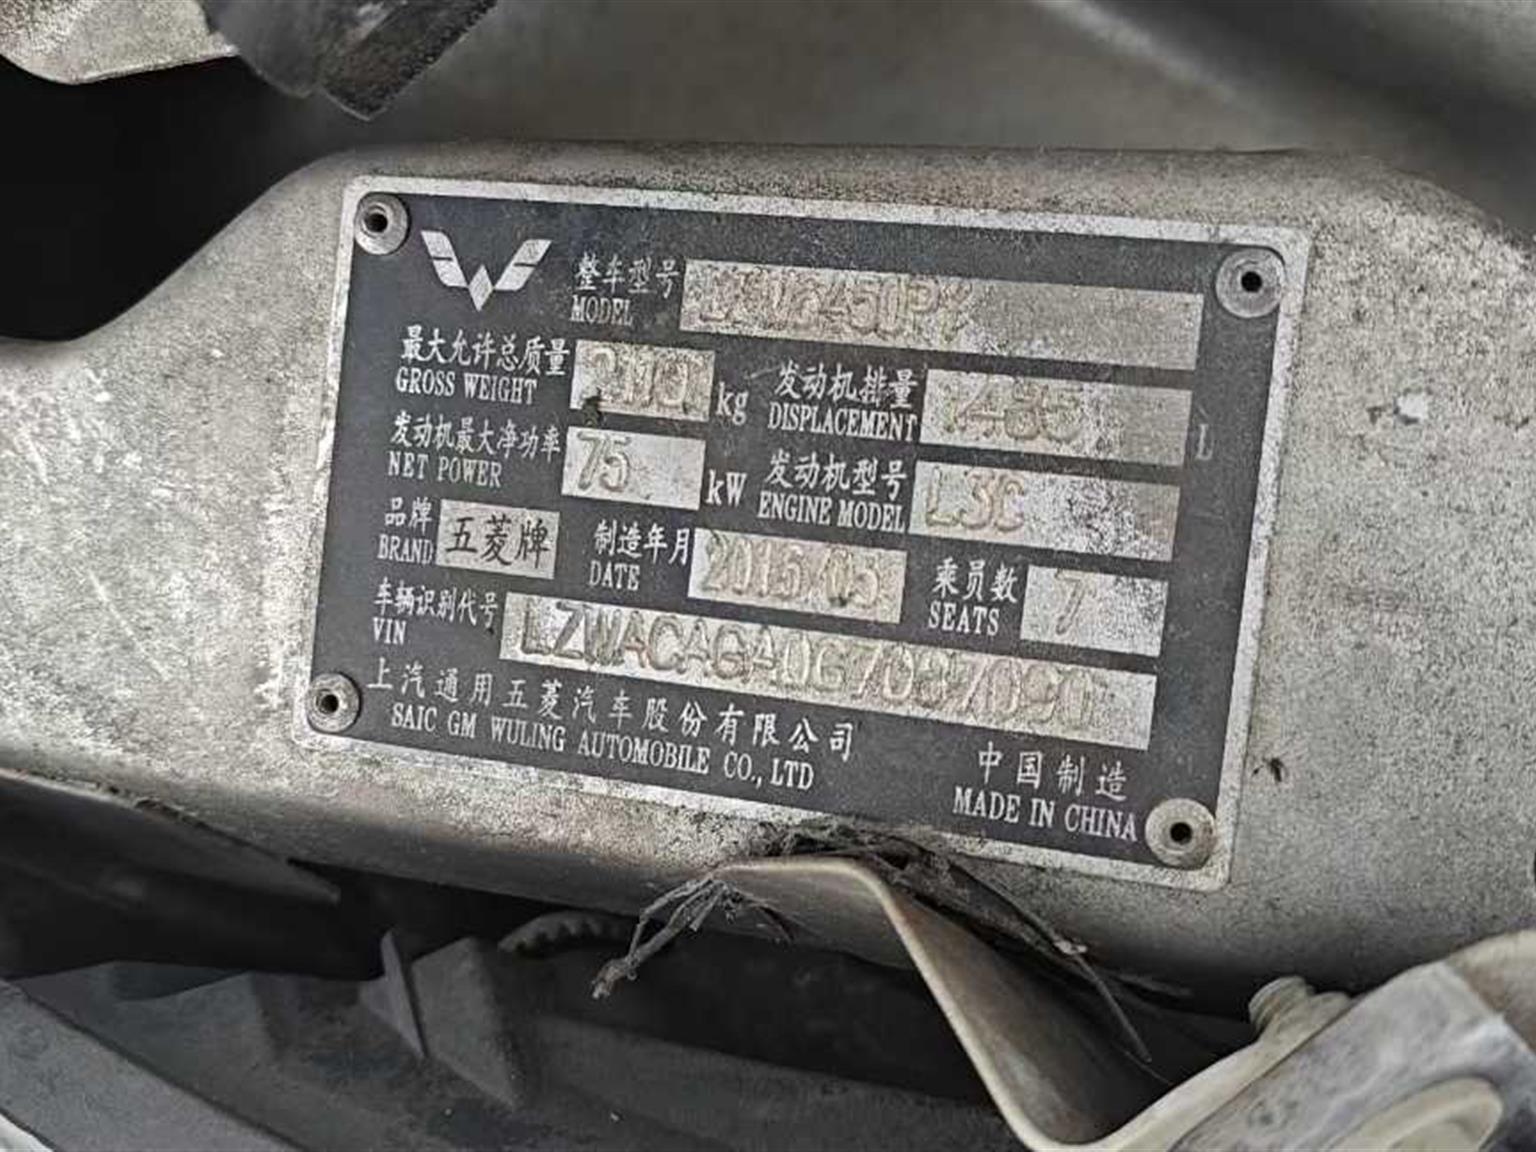 整车型号
MODEL
最大允许总质量 kg 发动机排量 1485 L
GROSS WEIGHT DISPLACEMENT
发动机最大净功率 75 kW 发动机型号 L3C
NET POWER ENGINE MODEL
品牌 五菱牌 制造年月 2016/05 乘员数 7
BRAND DATE SEATS
车辆识别代号 LZWACAGA0G7087090
VIN
上汽通用五菱汽车股份有限公司
SAIC GM WULING AUTOMOBILE CO., LTD
中国制造
MADE IN CHINA